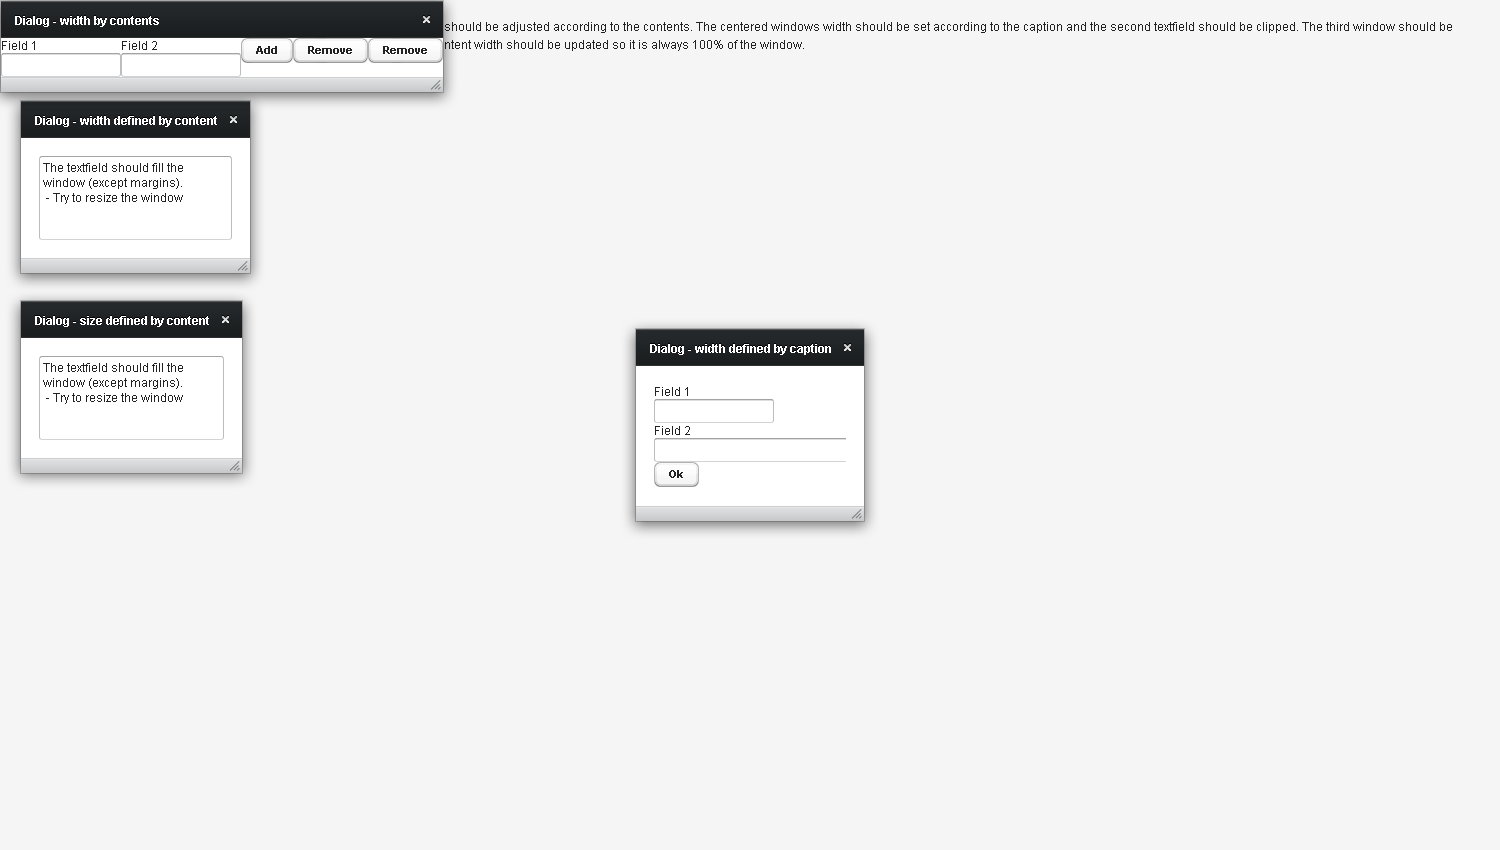 Dialog - width by contents
should be adjusted according to the contents. The centered windows width should be set according to the caption and the second textfield should be clipped. The third window should be
Field 1 Field 2 Add Remove Remove
content width should be updated so it is always 100% of the window.
Dialog - width defined by content
The textfield should fill the
window (except margins).
- Try to resize the window
Dialog - size defined by content
The textfield should fill the
window (except margins).
- Try to resize the window
Dialog - width defined by caption
Field 1
Field 2
Ok